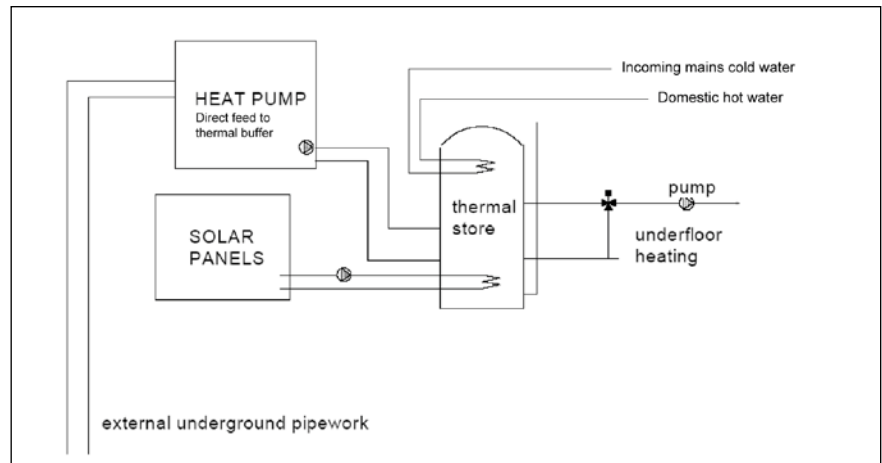 Incoming mains cold water
Domestic hot water
HEAT PUMP
Direct feed to
thermal buffer
thermal
store
pump
underfloor
heating
SOLAR
PANELS
external underground pipework